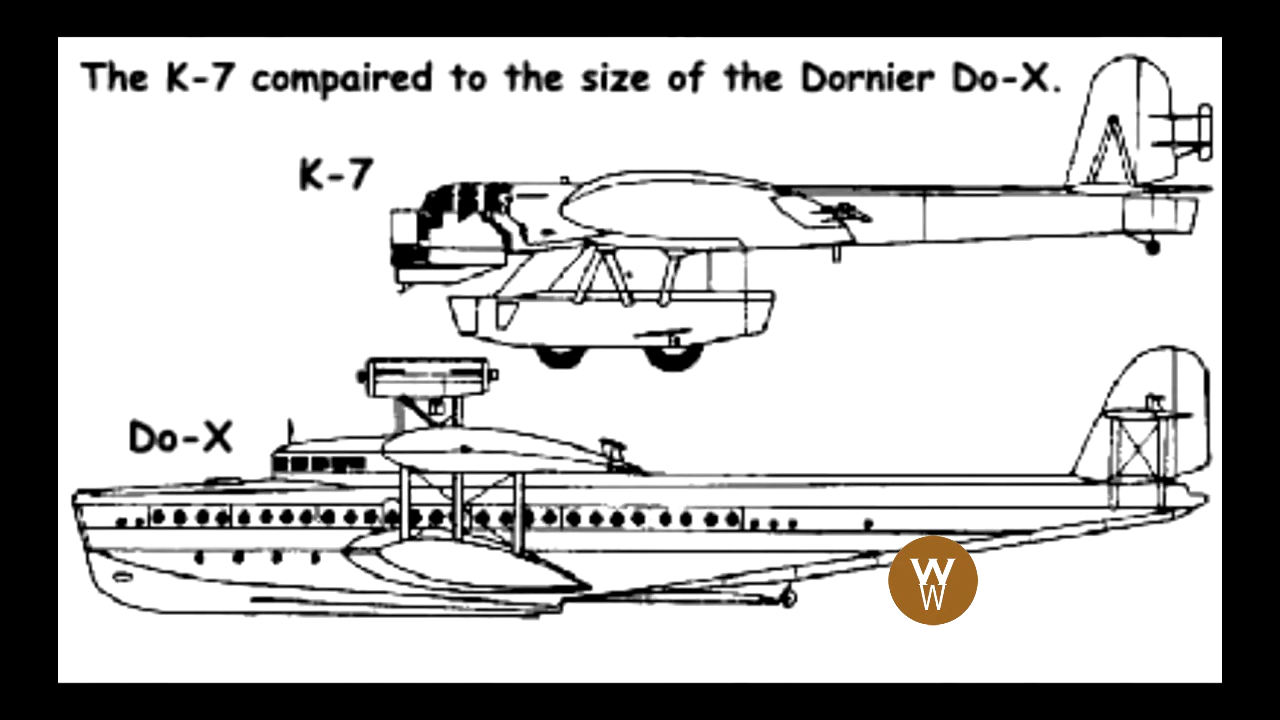 The K-7 compaired to the size of the Dornier Do-X.
K-7
Do-X
W
W